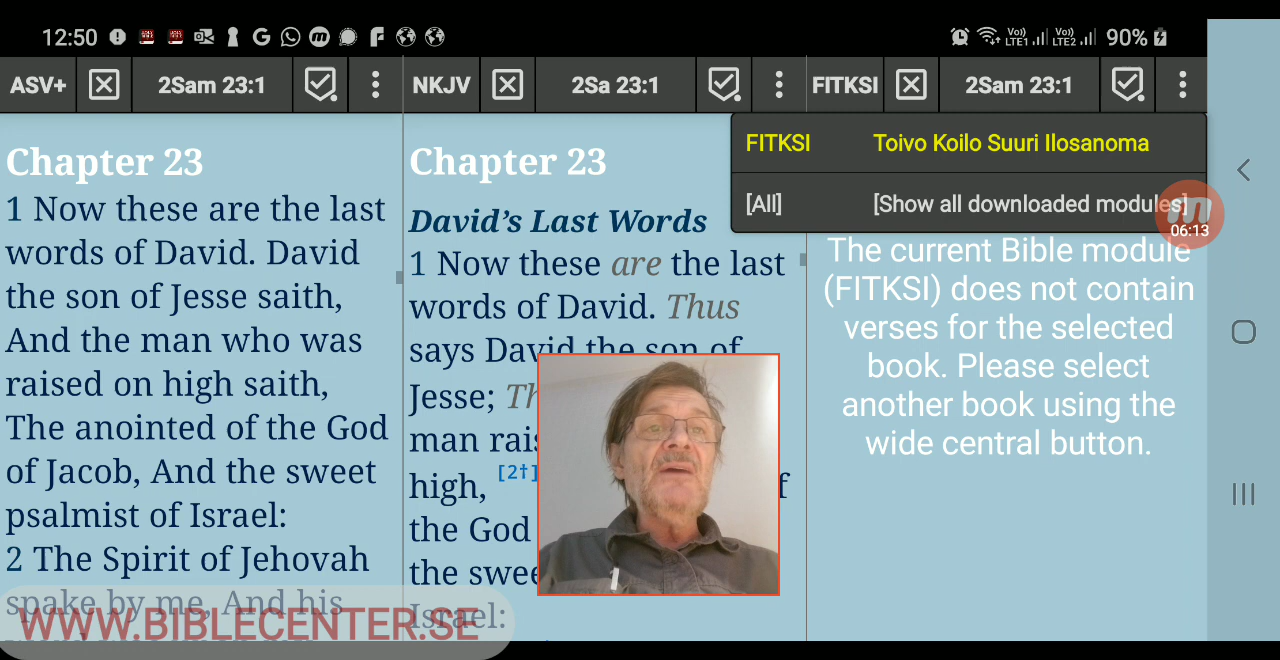 12:50
Vo)) LTE1
Vo)) LTE2
90%
ASV+
2Sam 23:1
NKJV
2Sa 23:1
FITKSI
2Sam 23:1
Chapter 23
1 Now these are the last
words of David. David
the son of Jesse saith,
And the man who was
raised on high saith,
The anointed of the God
of Jacob, And the sweet
psalmist of Israel:
2 The Spirit of Jehovah
spake by me, And his
Chapter 23
David’s Last Words
1 Now these are the last
words of David. Thus
says David the son of
Jesse;
man
high, [2†]
the God
the
Israel:
FITKSI Toivo Koilo Suuri Ilosanoma
[All] [Show all downloaded modules]
06:13
The current Bible module
(FITKSI) does not contain
verses for the selected
book. Please select
another book using the
wide central button.
WWW.BIBLECENTER.SE